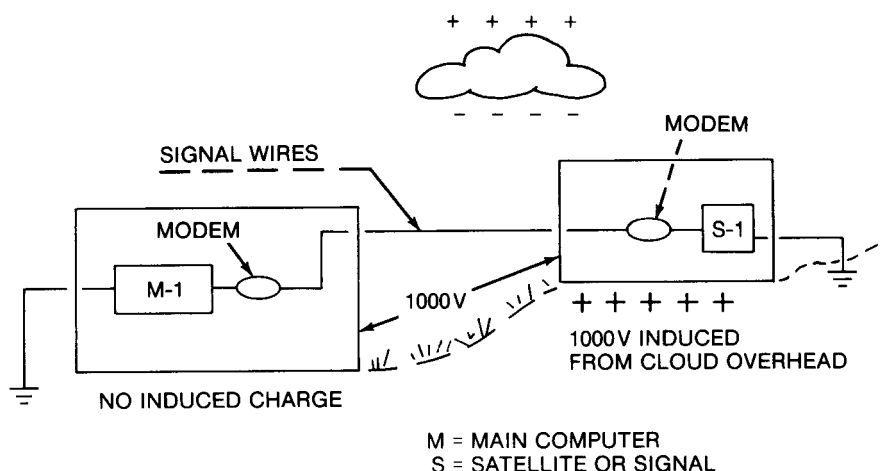 + + + +
- - - -
MODEM
SIGNAL WIRES
MODEM
S-1
M-1
1000V
+ + + + +
1000V INDUCED
FROM CLOUD OVERHEAD
NO INDUCED CHARGE
M = MAIN COMPUTER
S = SATELLITE OR SIGNAL